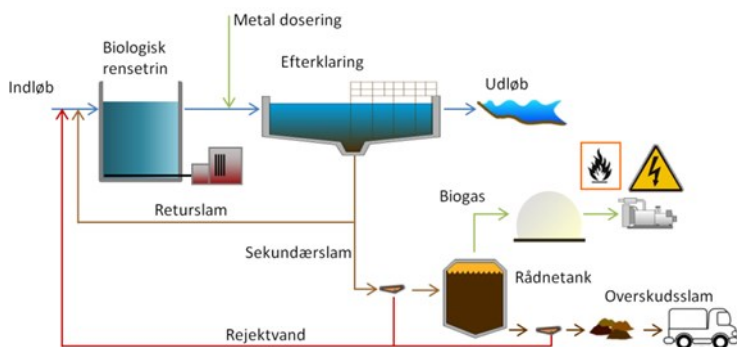 Metal dosering
Biologisk
rensetrin
Efterklaring
Indløb
Udløb
Returslam
Biogas
Sekundærslam
Rådnetank
Overskudsslam
Rejektvand